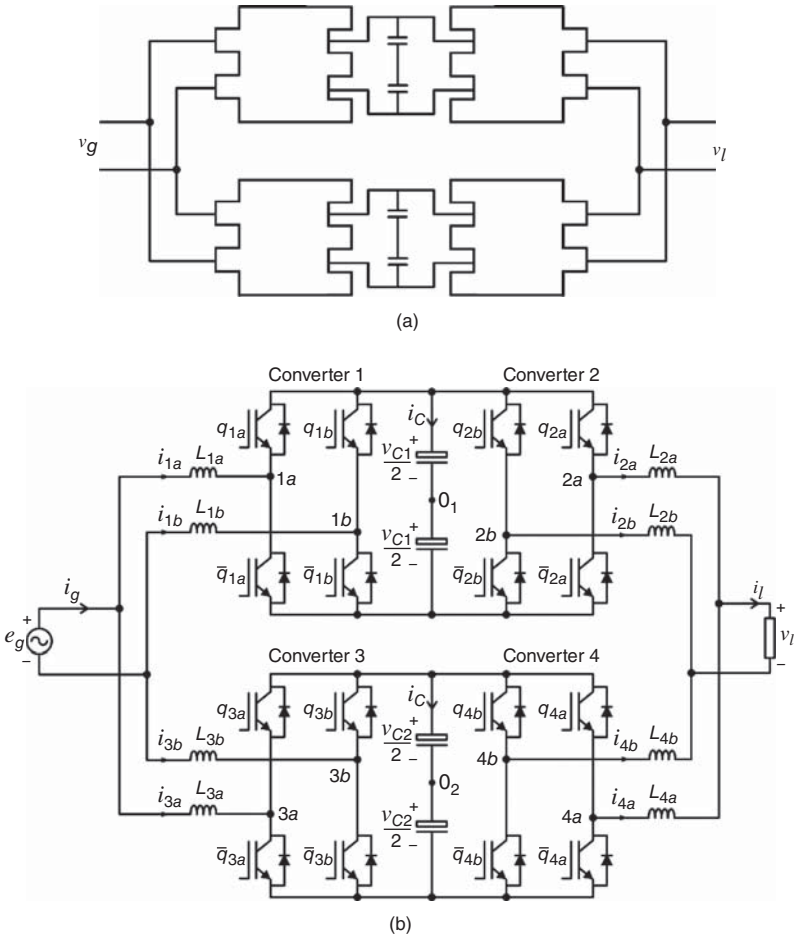 v_g
v_l
(a)
Converter 1
Converter 2
q_1a
q_1b
i_C
q_2b
q_2a
v_C1/2
+
−
i_1a
L_1a
1a
2a
i_2a
L_2a
0_1
i_1b
L_1b
1b
2b
i_2b
L_2b
v_C1/2
+
−
q̅_1a
q̅_1b
q̅_2b
q̅_2a
i_g
i_l
+
e_g
−
+
v_l
−
Converter 3
Converter 4
q_3a
q_3b
i_C
q_4b
q_4a
v_C2/2
+
−
i_3b
L_3b
3b
4b
i_4b
L_4b
0_2
i_3a
L_3a
3a
4a
i_4a
L_4a
v_C2/2
+
−
q̅_3a
q̅_3b
q̅_4b
q̅_4a
(b)